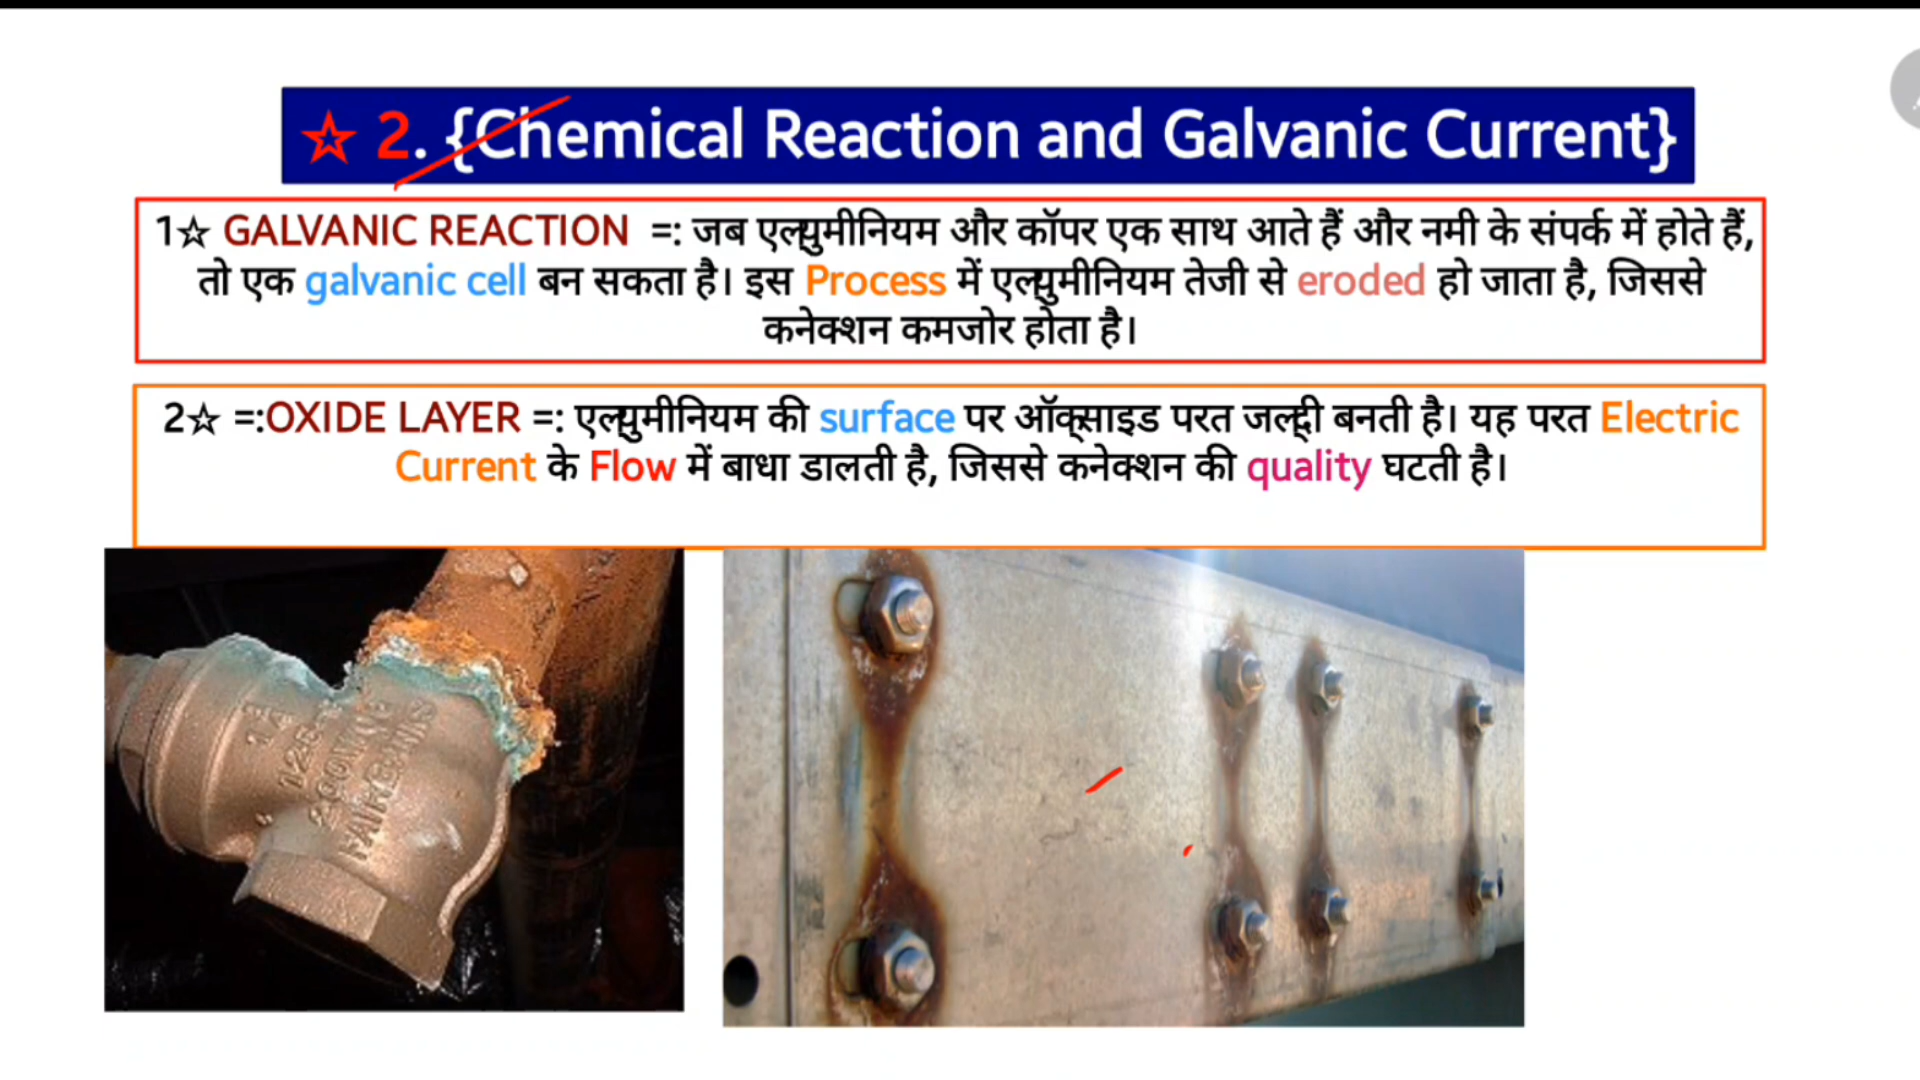 ☆ 2. {Chemical Reaction and Galvanic Current}
1☆ GALVANIC REACTION =: जब एल्युमीनियम और कॉपर एक साथ आते हैं और नमी के संपर्क में होते हैं,
तो एक galvanic cell बन सकता है। इस Process में एल्युमीनियम तेजी से eroded हो जाता है, जिससे
कनेक्शन कमजोर होता है।
2☆ =:OXIDE LAYER =: एल्युमीनियम की surface पर ऑक्साइड परत जल्दी बनती है। यह परत Electric
Current के Flow में बाधा डालती है, जिससे कनेक्शन की quality घटती है।